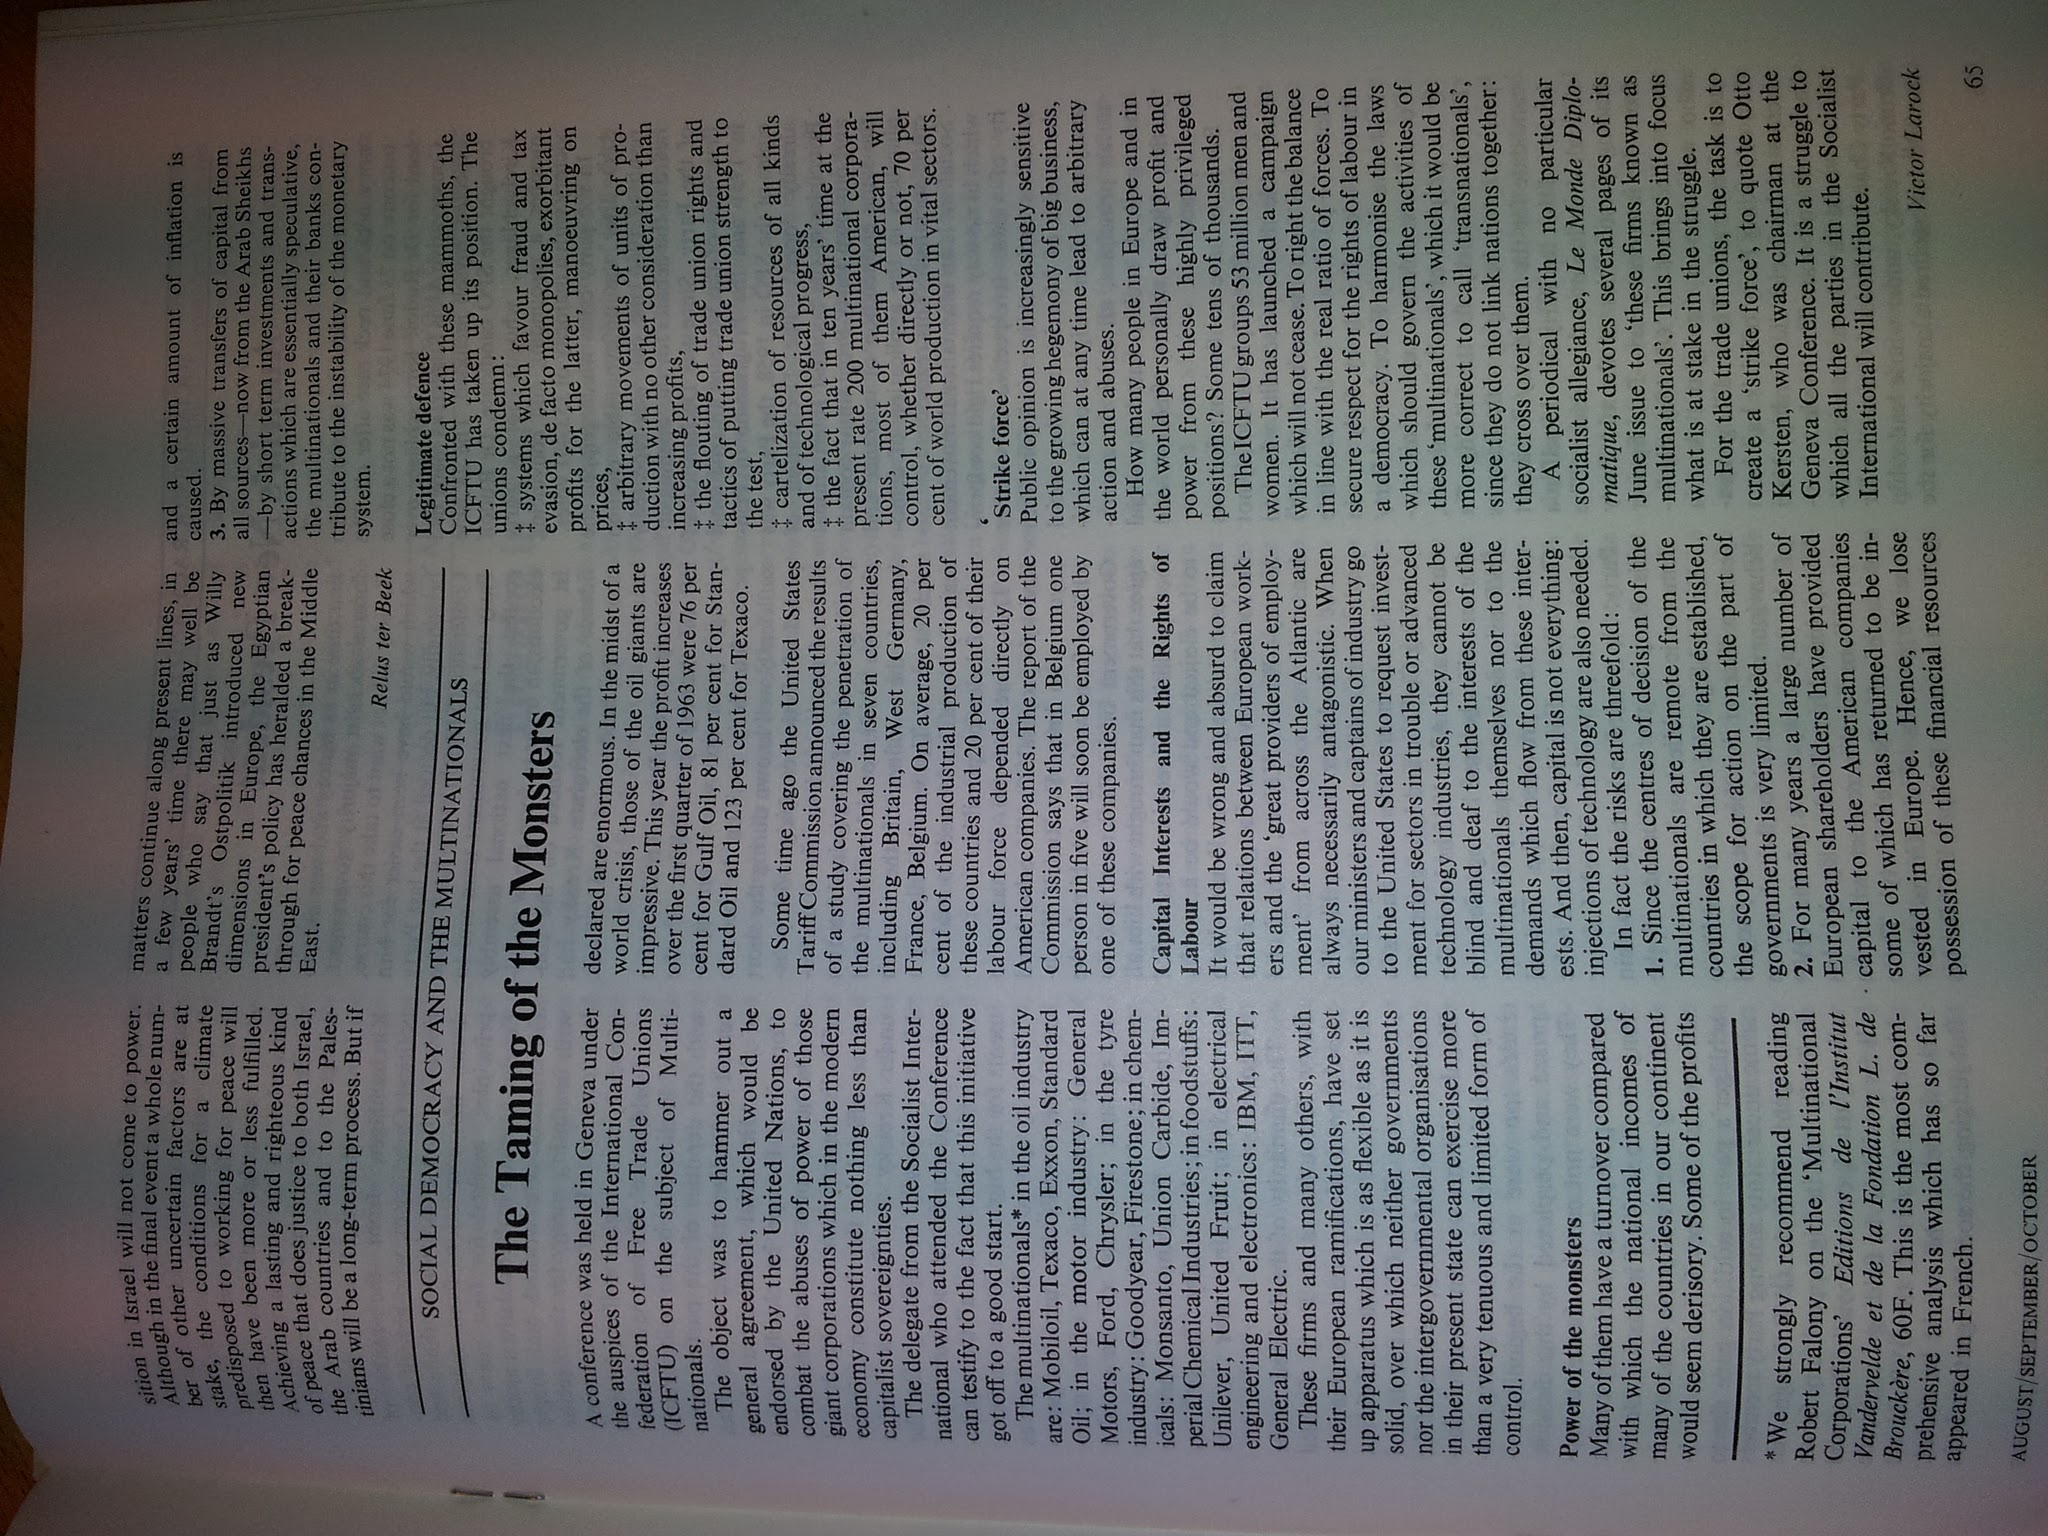 sition in Israel will not come to power.
Although in the final event a whole num-
ber of other uncertain factors are at
stake, the conditions for a climate
predisposed to working for peace will
then have been more or less fulfilled.
Achieving a lasting and righteous kind
of peace that does justice to both Israel,
the Arab countries and to the Pales-
tinians will be a long-term process. But if
matters continue along present lines, in
a few years' time there may well be
people who say that just as Willy
Brandt's Ostpolitik introduced new
dimensions in Europe, the Egyptian
president's policy has heralded a break-
through for peace chances in the Middle
East.
Relus ter Beek
SOCIAL DEMOCRACY AND THE MULTINATIONALS
The Taming of the Monsters
A conference was held in Geneva under
the auspices of the International Con-
federation of Free Trade Unions
(ICFTU) on the subject of Multi-
nationals.
The object was to hammer out a
general agreement, which would be
endorsed by the United Nations, to
combat the abuses of power of those
giant corporations which in the modern
economy constitute nothing less than
capitalist sovereignties.
The delegate from the Socialist Inter-
national who attended the Conference
can testify to the fact that this initiative
got off to a good start.
The multinationals* in the oil industry
are: Mobiloil, Texaco, Exxon, Standard
Oil; in the motor industry: General
Motors, Ford, Chrysler; in the tyre
industry: Goodyear, Firestone; in chem-
icals: Monsanto, Union Carbide, Im-
perial Chemical Industries; in foodstuffs:
Unilever, United Fruit; in electrical
engineering and electronics: IBM, ITT,
General Electric.
These firms and many others, with
their European ramifications, have set
up apparatus which is as flexible as it is
solid, over which neither governments
nor the intergovernmental organisations
in their present state can exercise more
than a very tenuous and limited form of
control.
Power of the monsters
Many of them have a turnover compared
with which the national incomes of
many of the countries in our continent
would seem derisory. Some of the profits
* We strongly recommend reading
Robert Falony on the 'Multinational
Corporations' Editions de l'Institut
Vandervelde et de la Fondation L. de
Brouckère, 60F. This is the most com-
prehensive analysis which has so far
appeared in French.
declared are enormous. In the midst of a
world crisis, those of the oil giants are
impressive. This year the profit increases
over the first quarter of 1963 were 76 per
cent for Gulf Oil, 81 per cent for Stan-
dard Oil and 123 per cent for Texaco.
Some time ago the United States
Tariff Commission announced the results
of a study covering the penetration of
the multinationals in seven countries,
including Britain, West Germany,
France, Belgium. On average, 20 per
cent of the industrial production of
these countries and 20 per cent of their
labour force depended directly on
American companies. The report of the
Commission says that in Belgium one
person in five will soon be employed by
one of these companies.
Capital Interests and the Rights of
Labour
It would be wrong and absurd to claim
that relations between European work-
ers and the 'great providers of employ-
ment' from across the Atlantic are
always necessarily antagonistic. When
our ministers and captains of industry go
to the United States to request invest-
ment for sectors in trouble or advanced
technology industries, they cannot be
blind and deaf to the interests of the
multinationals themselves nor to the
demands which flow from these inter-
ests. And then, capital is not everything:
injections of technology are also needed.
In fact the risks are threefold:
1. Since the centres of decision of the
multinationals are remote from the
countries in which they are established,
the scope for action on the part of
governments is very limited.
2. For many years a large number of
European shareholders have provided
capital to the American companies
some of which has returned to be in-
vested in Europe. Hence, we lose
possession of these financial resources
and a certain amount of inflation is
caused.
3. By massive transfers of capital from
all sources—now from the Arab Sheikhs
—by short term investments and trans-
actions which are essentially speculative,
the multinationals and their banks con-
tribute to the instability of the monetary
system.
Legitimate defence
Confronted with these mammoths, the
ICFTU has taken up its position. The
unions condemn:
‡ systems which favour fraud and tax
evasion, de facto monopolies, exorbitant
profits for the latter, manoeuvring on
prices,
‡ arbitrary movements of units of pro-
duction with no other consideration than
increasing profits,
‡ the flouting of trade union rights and
tactics of putting trade union strength to
the test,
‡ cartelization of resources of all kinds
and of technological progress,
‡ the fact that in ten years' time at the
present rate 200 multinational corpora-
tions, most of them American, will
control, whether directly or not, 70 per
cent of world production in vital sectors.
'Strike force'
Public opinion is increasingly sensitive
to the growing hegemony of big business,
which can at any time lead to arbitrary
action and abuses.
How many people in Europe and in
the world personally draw profit and
power from these highly privileged
positions? Some tens of thousands.
The ICFTU groups 53 million men and
women. It has launched a campaign
which will not cease. To right the balance
in line with the real ratio of forces. To
secure respect for the rights of labour in
a democracy. To harmonise the laws
which should govern the activities of
these 'multinationals', which it would be
more correct to call 'transnationals',
since they do not link nations together:
they cross over them.
A periodical with no particular
socialist allegiance, Le Monde Diplo-
matique, devotes several pages of its
June issue to 'these firms known as
multinationals'. This brings into focus
what is at stake in the struggle.
For the trade unions, the task is to
create a 'strike force', to quote Otto
Kersten, who was chairman at the
Geneva Conference. It is a struggle to
which all the parties in the Socialist
International will contribute.
Victor Larock
AUGUST/SEPTEMBER/OCTOBER
65